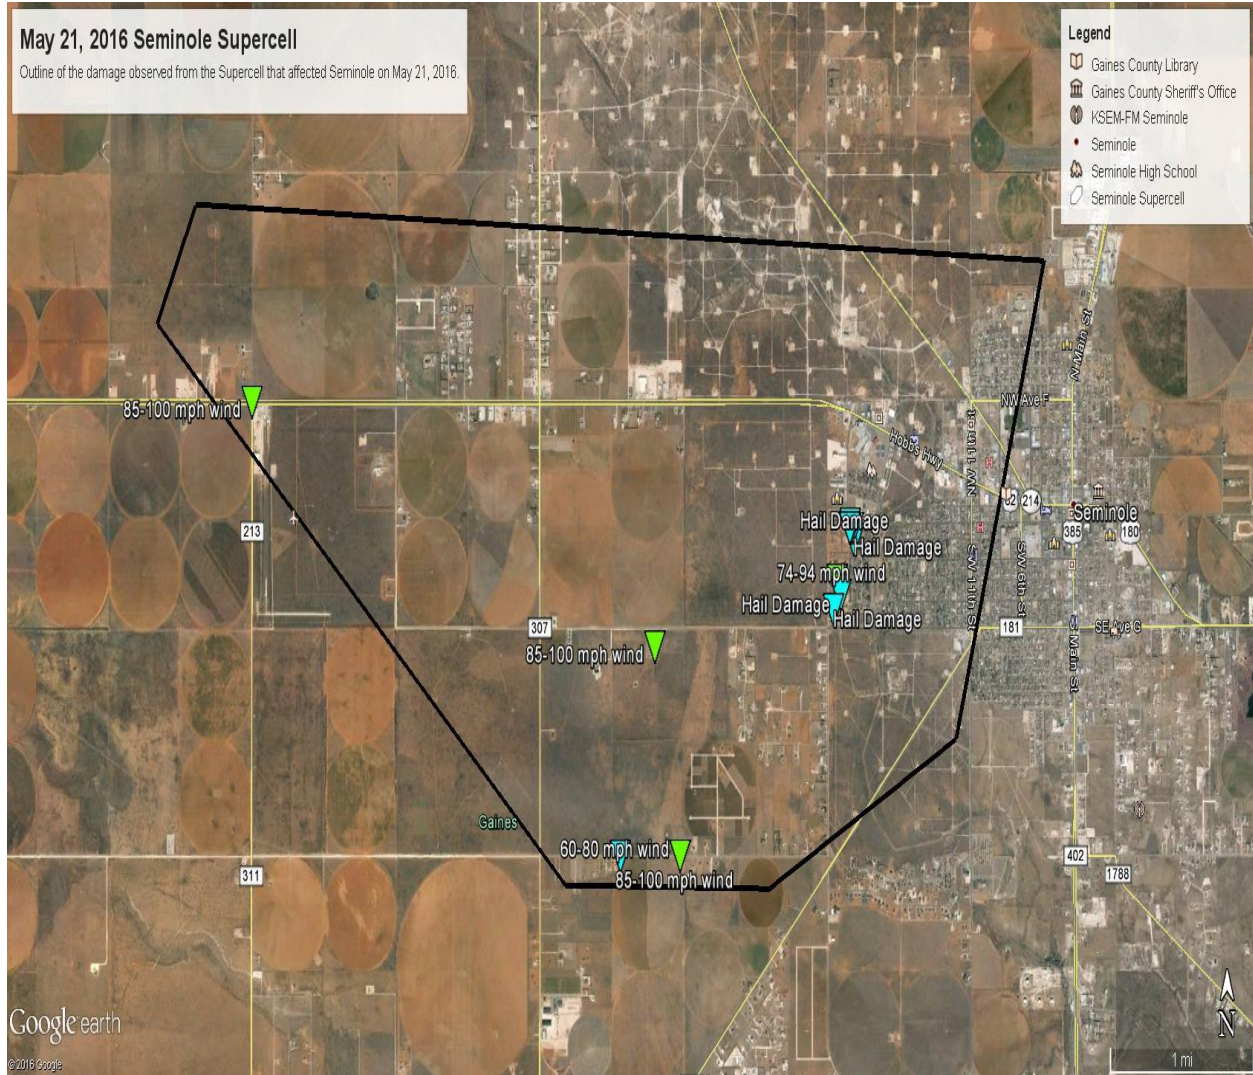 May 21, 2016 Seminole Supercell
Outline of the damage observed from the Supercell that affected Seminole on May 21, 2016.
Legend
Gaines County Library
Gaines County Sheriff's Office
KSEM-FM Seminole
Seminole
Seminole High School
Seminole Supercell
N Main St
85-100 mph wind
NW Ave F
NW 11th St
Hobbs Hwy
214
Seminole
Hail Damage
213
385
180
Hail Damage
74-94 mph wind
SW 11th St
SW 6th St
Hail Damage
Hail Damage
307
181
SE Ave G
85-100 mph wind
S Main St
Gaines
60-80 mph wind
402
311
85-100 mph wind
1788
Google earth
N
© 2016 Google
1 mi